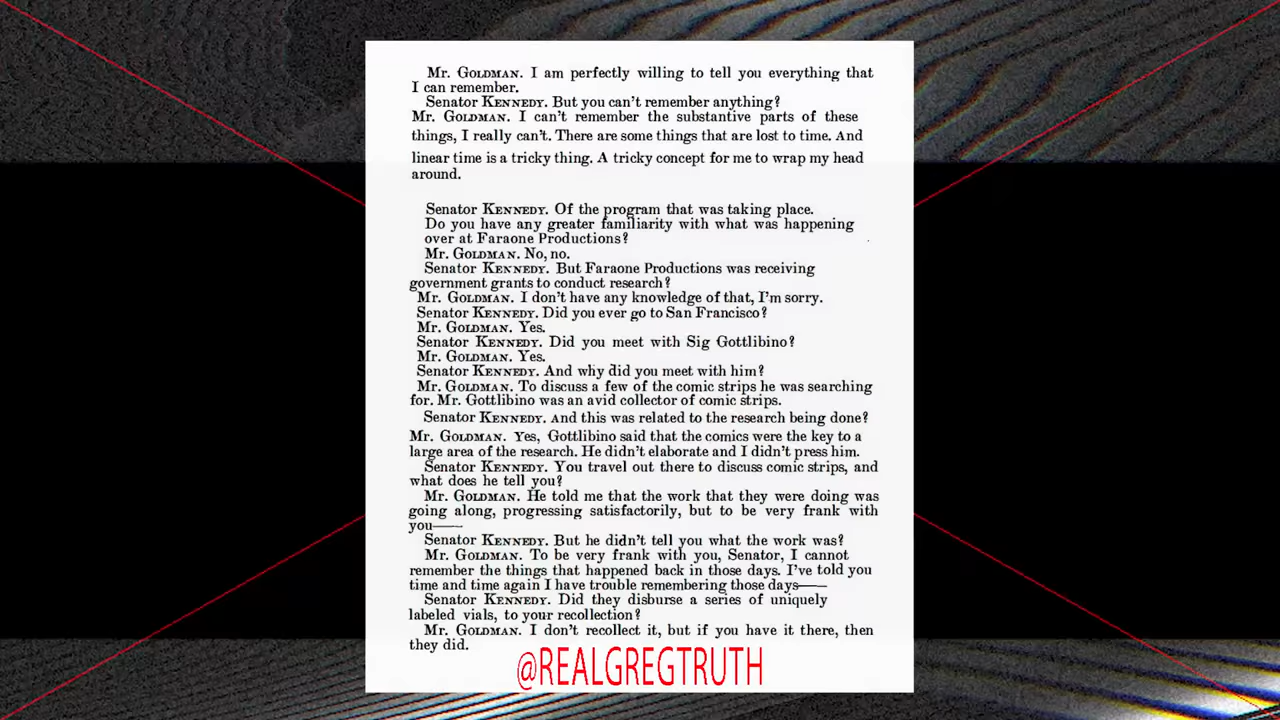 Mr. GOLDMAN. I am perfectly willing to tell you everything that
I can remember.
Senator KENNEDY. But you can't remember anything?
Mr. GOLDMAN. I can't remember the substantive parts of these
things, I really can't. There are some things that are lost to time. And
linear time is a tricky thing. A tricky concept for me to wrap my head
around.
Senator KENNEDY. Of the program that was taking place.
Do you have any greater familiarity with what was happening
over at Faraone Productions?
Mr. GOLDMAN. No, no.
Senator KENNEDY. But Faraone Productions was receiving
government grants to conduct research?
Mr. GOLDMAN. I don't have any knowledge of that, I'm sorry.
Senator KENNEDY. Did you ever go to San Francisco?
Mr. GOLDMAN. Yes.
Senator KENNEDY. Did you meet with Sig Gottlibino?
Mr. GOLDMAN. Yes.
Senator KENNEDY. And why did you meet with him?
Mr. GOLDMAN. To discuss a few of the comic strips he was searching
for. Mr. Gottlibino was an avid collector of comic strips.
Senator KENNEDY. And this was related to the research being done?
Mr. GOLDMAN. Yes, Gottlibino said that the comics were the key to a
large area of the research. He didn't elaborate and I didn't press him.
Senator KENNEDY. You travel out there to discuss comic strips, and
what does he tell you?
Mr. GOLDMAN. He told me that the work that they were doing was
going along, progressing satisfactorily, but to be very frank with
you——
Senator KENNEDY. But he didn't tell you what the work was?
Mr. GOLDMAN. To be very frank with you, Senator, I cannot
remember the things that happened back in those days. I've told you
time and time again I have trouble remembering those days——
Senator KENNEDY. Did they disburse a series of uniquely
labeled vials, to your recollection?
Mr. GOLDMAN. I don't recollect it, but if you have it there, then
they did.
@REALGREGTRUTH